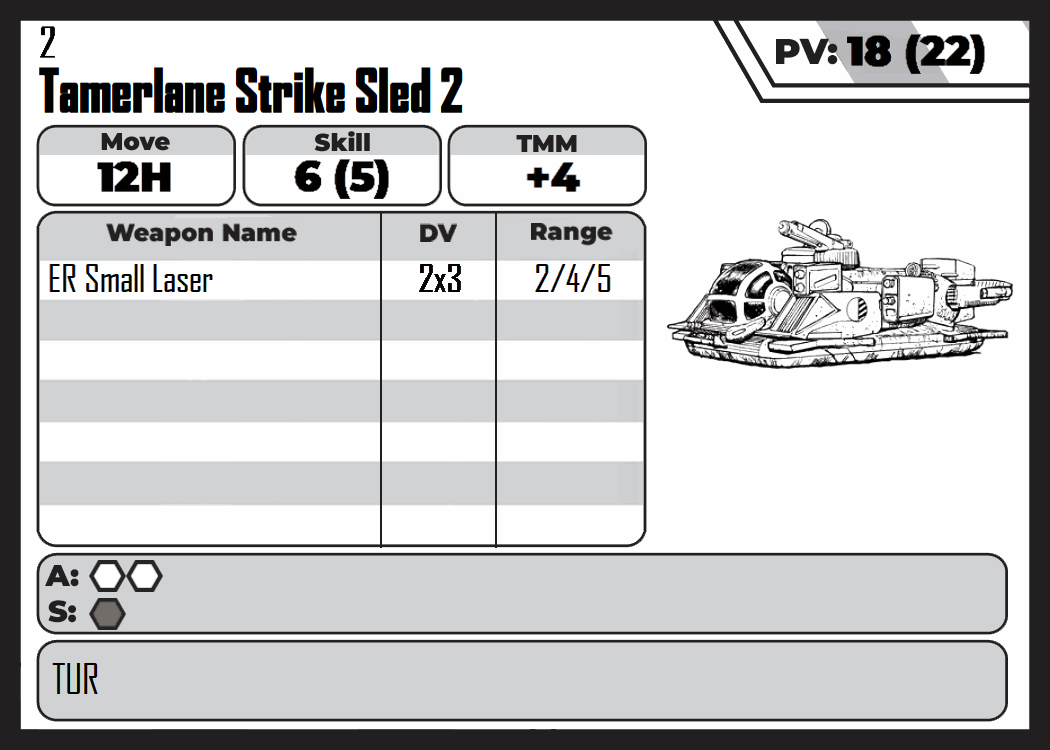 2
PV: 18 (22)
Tamerlane Strike Sled 2
Move Skill TMM
12H 6 (5) +4
Weapon Name DV Range
ER Small Laser 2x3 2/4/5
A:
S:
TUR